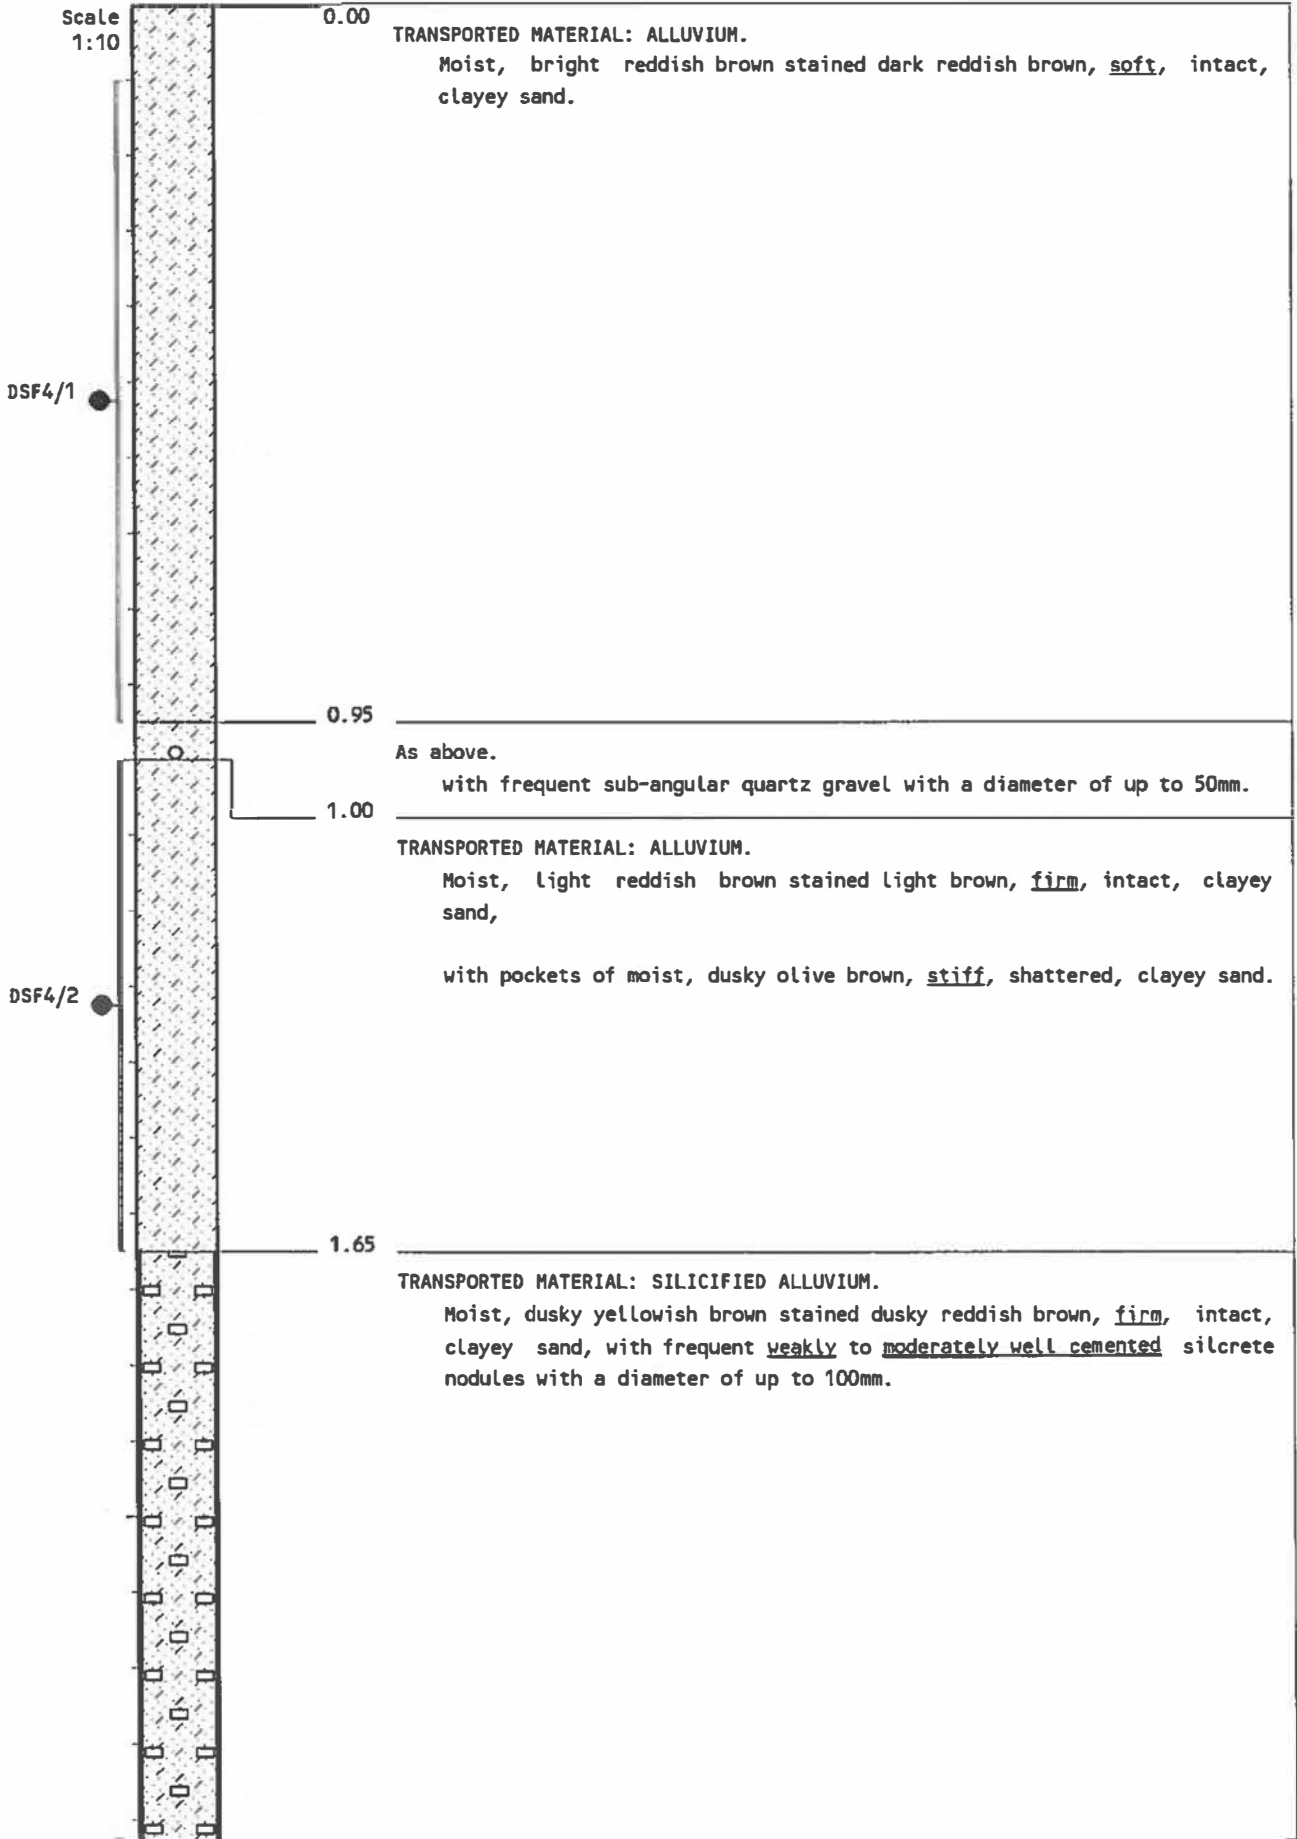 Scale
1:10
0.00
TRANSPORTED MATERIAL: ALLUVIUM.
Moist, bright reddish brown stained dark reddish brown, soft, intact,
clayey sand.
DSF4/1
0.95
As above.
with frequent sub-angular quartz gravel with a diameter of up to 50mm.
1.00
TRANSPORTED MATERIAL: ALLUVIUM.
Moist, light reddish brown stained light brown, firm, intact, clayey
sand,
with pockets of moist, dusky olive brown, stiff, shattered, clayey sand.
DSF4/2
1.65
TRANSPORTED MATERIAL: SILICIFIED ALLUVIUM.
Moist, dusky yellowish brown stained dusky reddish brown, firm, intact,
clayey sand, with frequent weakly to moderately well cemented silcrete
nodules with a diameter of up to 100mm.